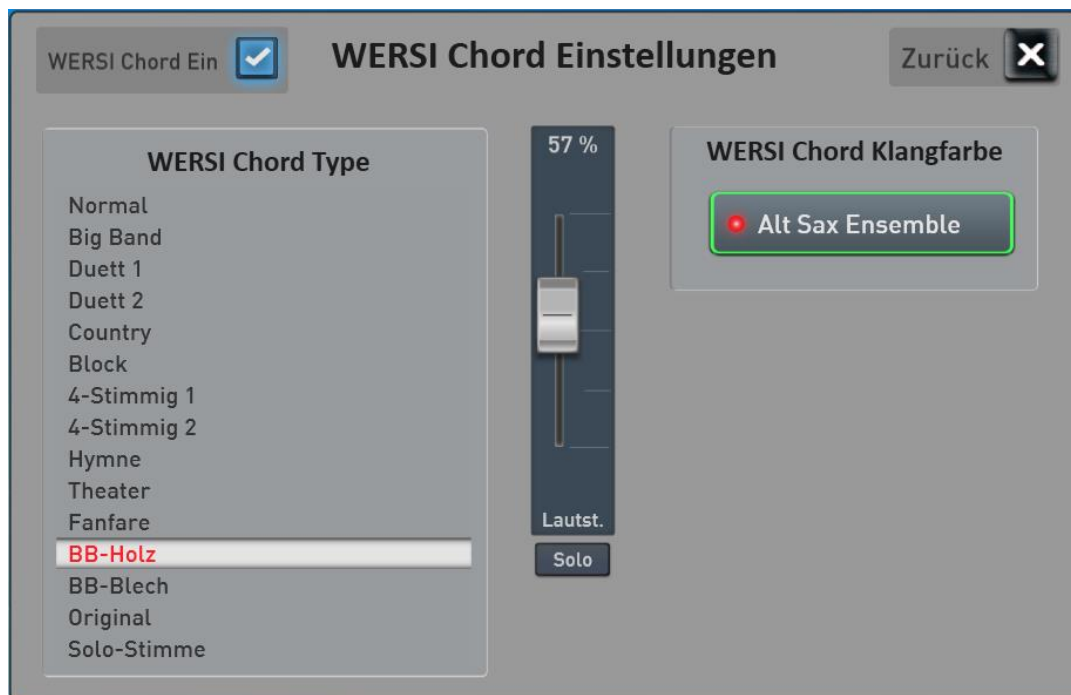 WERSI Chord Ein
WERSI Chord Einstellungen
Zurück
WERSI Chord Type
Normal
Big Band
Duett 1
Duett 2
Country
Block
4-Stimmig 1
4-Stimmig 2
Hymne
Theater
Fanfare
BB-Holz
BB-Blech
Original
Solo-Stimme
57 %
Lautst.
Solo
WERSI Chord Klangfarbe
Alt Sax Ensemble